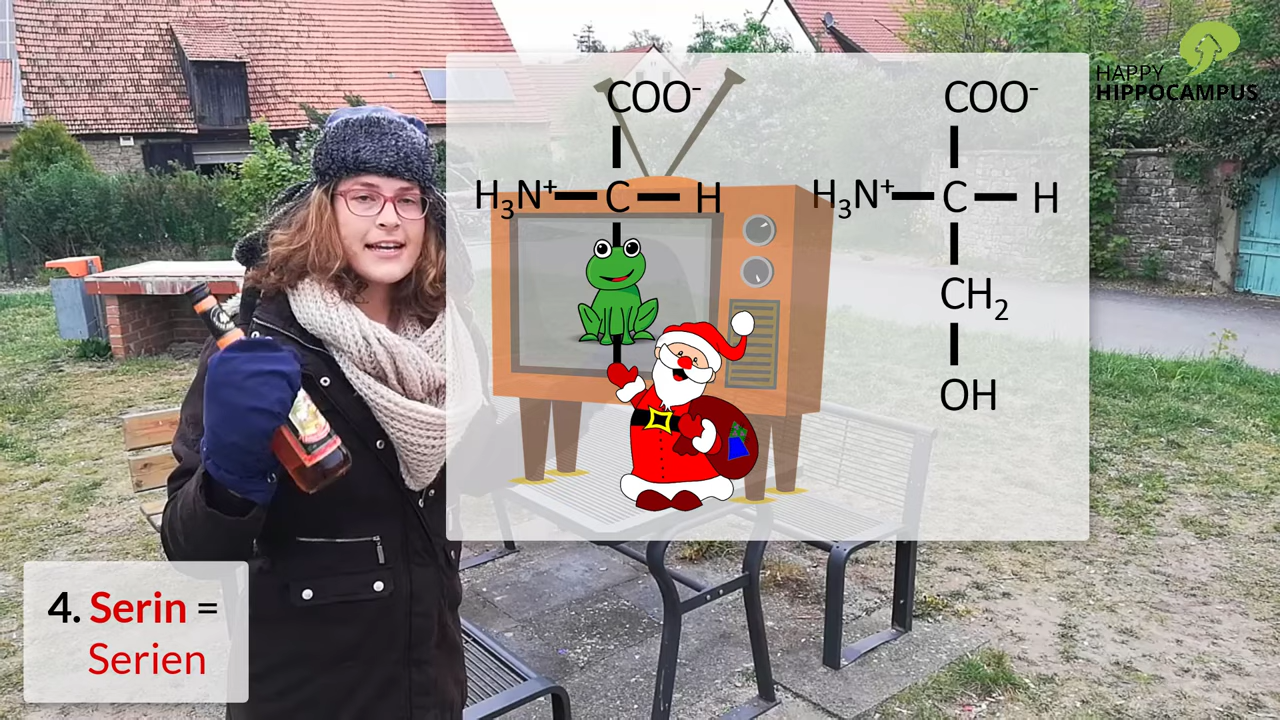 HAPPY
HIPPOCAMPUS
COO⁻
H₃N⁺ C H
COO⁻
H₃N⁺ C H
CH₂
OH
4. Serin =
Serien